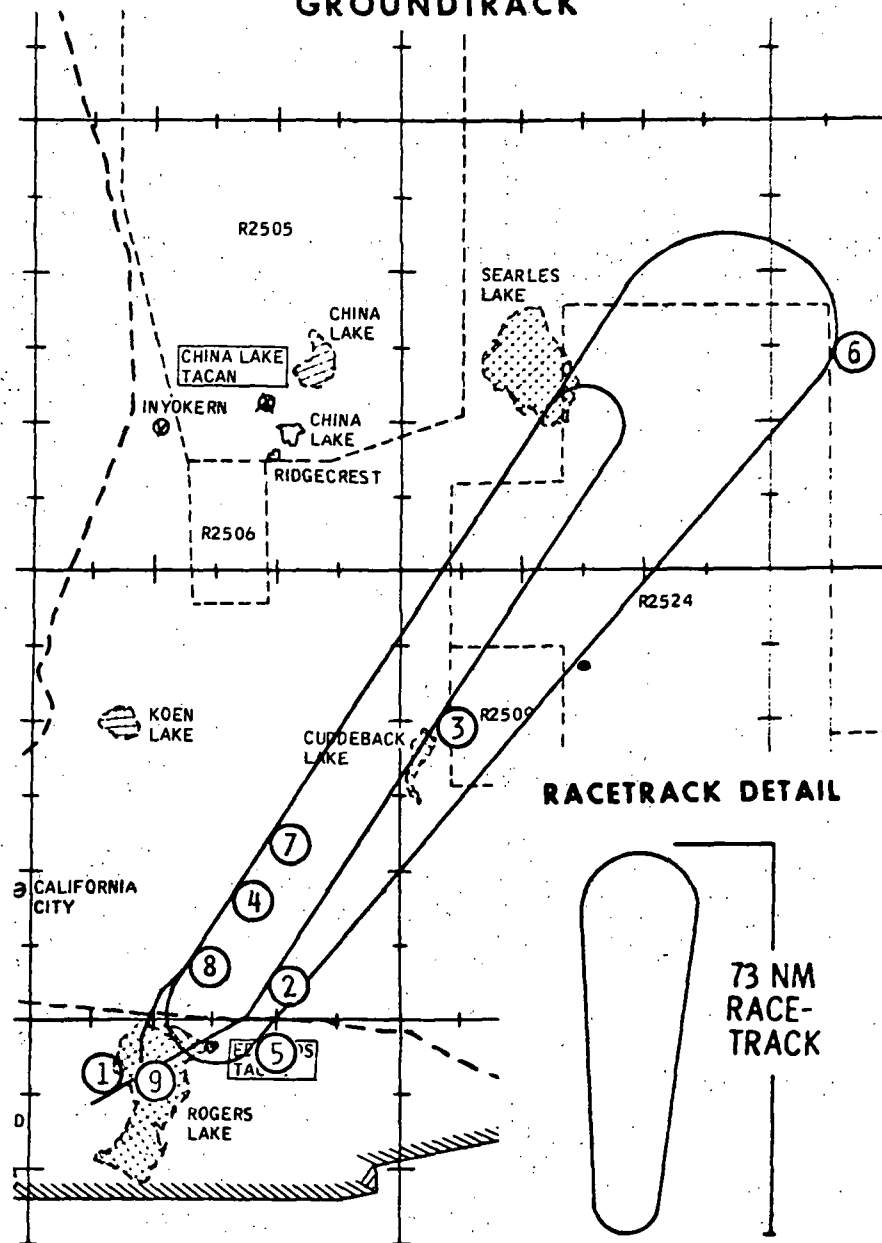 GROUNDTRACK
R2505
SEARLES
LAKE
CHINA
LAKE
CHINA LAKE
TACAN
6
INYOKERN
CHINA
LAKE
RIDGECREST
R2506
R2524
KOEN
LAKE
CUDDEBACK
LAKE
3
R2509
RACETRACK DETAIL
7
CALIFORNIA
CITY
4
8
2
73 NM
RACE-
TRACK
5
1
9
ROGERS
LAKE
D